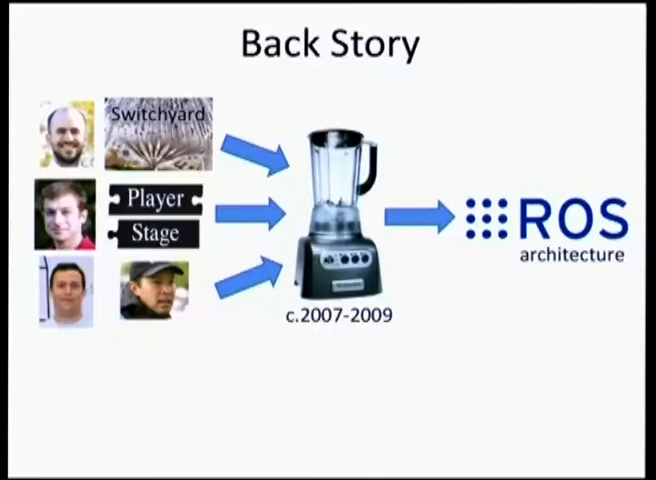 Back Story
Switchyard
Player
Stage
ROS
architecture
c.2007-2009